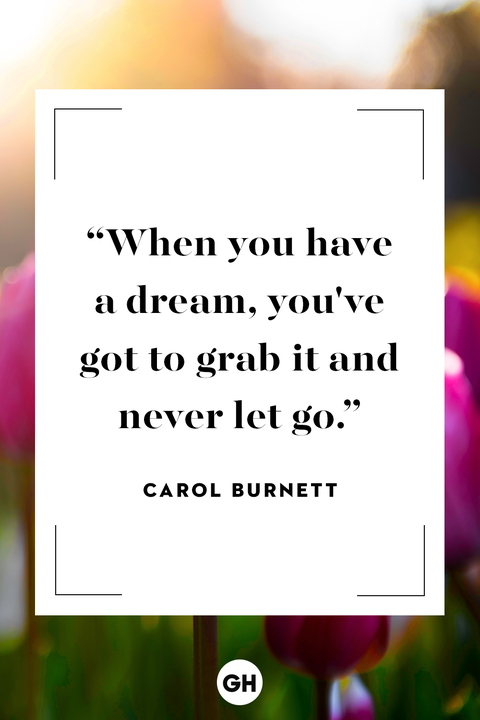 “When you have
a dream, you've
got to grab it and
never let go.”
CAROL BURNETT
GH